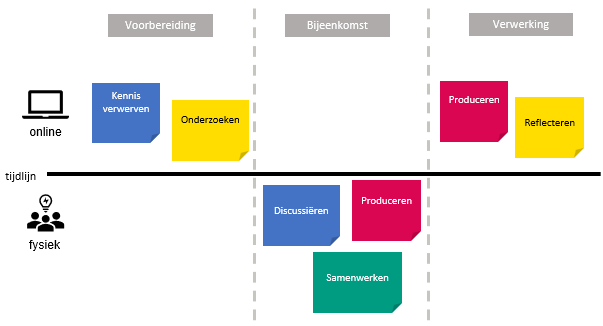 Voorbereiding
Bijeenkomst
Verwerking
Kennis
verwerven
Onderzoeken
Produceren
Reflecteren
online
tijdlijn
fysiek
Discussiëren
Produceren
Samenwerken